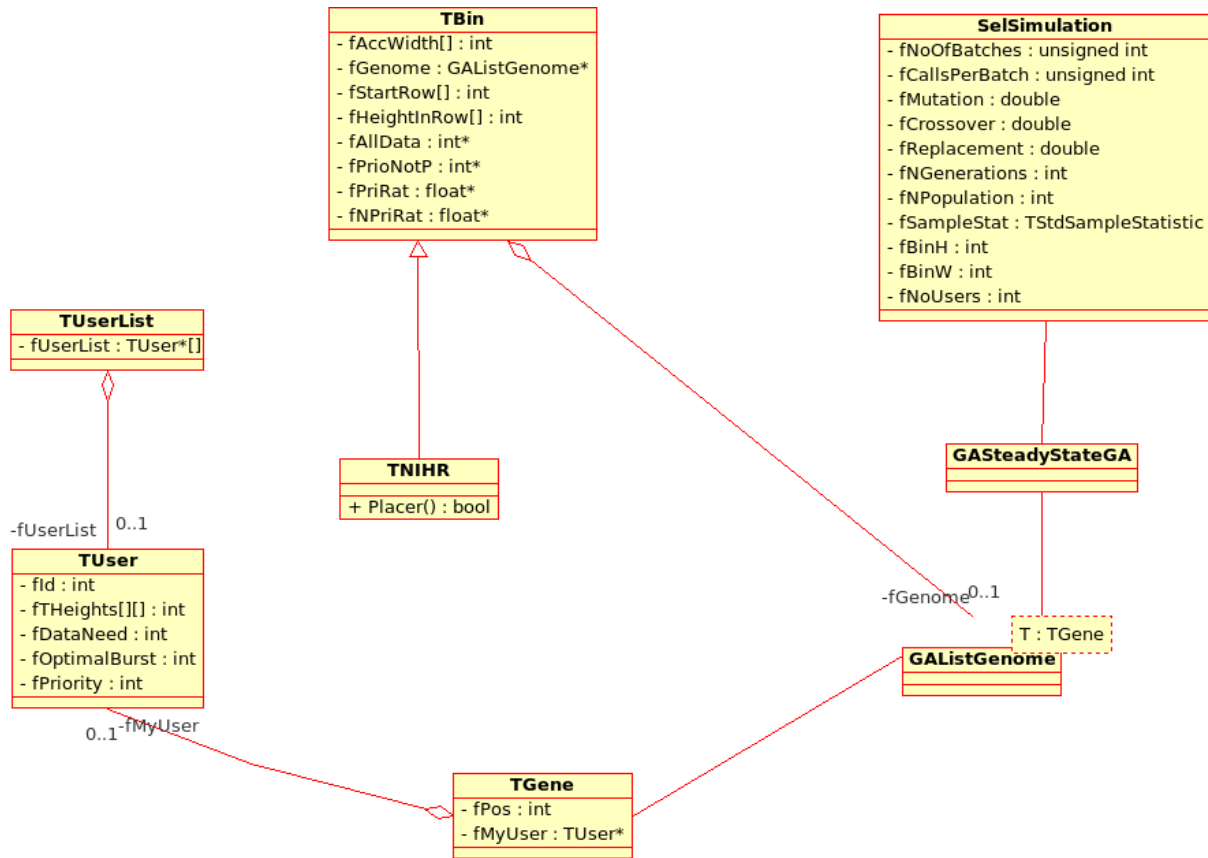 TBin
- fAccWidth[] : int
- fGenome : GAListGenome*
- fStartRow[] : int
- fHeightInRow[] : int
- fAllData : int*
- fPrioNotP : int*
- fPriRat : float*
- fNPriRat : float*
SelSimulation
- fNoOfBatches : unsigned int
- fCallsPerBatch : unsigned int
- fMutation : double
- fCrossover : double
- fReplacement : double
- fNGenerations : int
- fNPopulation : int
- fSampleStat : TStdSampleStatistic
- fBinH : int
- fBinW : int
- fNoUsers : int
TUserList
- fUserList : TUser*[]
TNIHR
+ Placer() : bool
GASteadyStateGA
-fUserList
0..1
TUser
- fId : int
- fTHeights[][] : int
- fDataNeed : int
- fOptimalBurst : int
- fPriority : int
-fGenome
0..1
T : TGene
GAListGenome
0..1
-fMyUser
TGene
- fPos : int
- fMyUser : TUser*